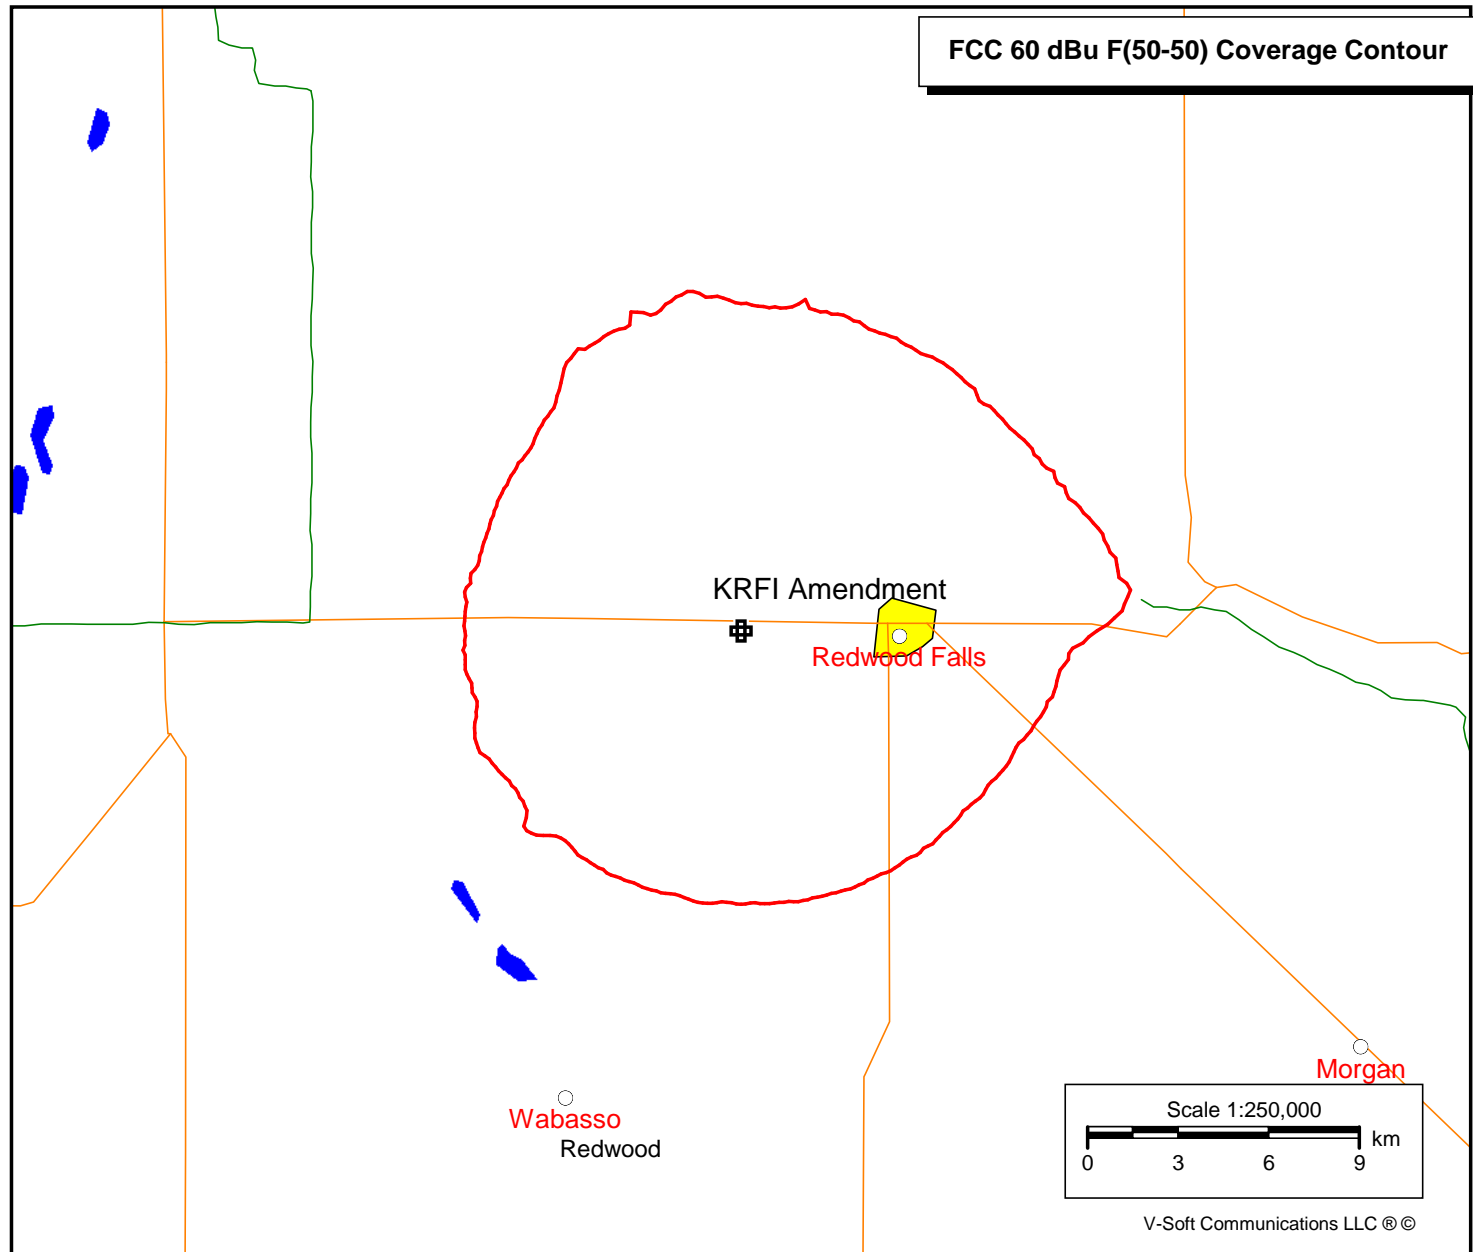 FCC 60 dBu F(50-50) Coverage Contour
KRFI Amendment
Redwood Falls
Morgan
Wabasso
Redwood
Scale 1:250,000
km
0 3 6 9
V-Soft Communications LLC ® ©